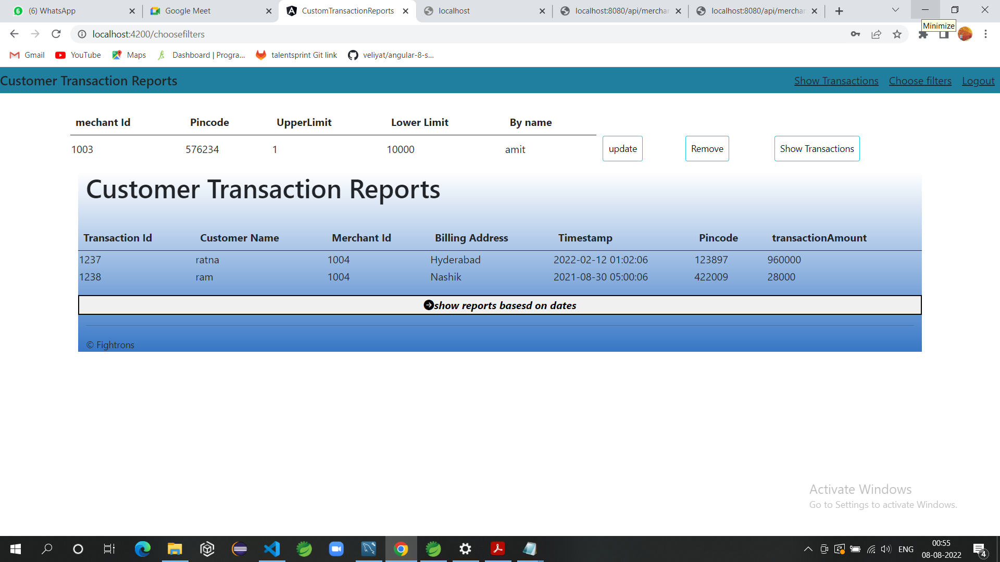 (6) WhatsApp
Google Meet
CustomTransactionReports
localhost
localhost:8080/api/merchar
localhost:8080/api/merchar
Minimize
localhost:4200/choosefilters
Gmail
YouTube
Maps
Dashboard | Progra...
talentsprint Git link
veliyat/angular-8-s...
Customer Transaction Reports
Show Transactions Choose filters Logout
mechant Id Pincode UpperLimit Lower Limit By name
1003 576234 1 10000 amit update Remove Show Transactions
Customer Transaction Reports
Transaction Id Customer Name Merchant Id Billing Address Timestamp Pincode transactionAmount
1237 ratna 1004 Hyderabad 2022-02-12 01:02:06 123897 960000
1238 ram 1004 Nashik 2021-08-30 05:00:06 422009 28000
show reports basesd on dates
© Fightrons
Activate Windows
Go to Settings to activate Windows.
ENG
00:55
08-08-2022
4